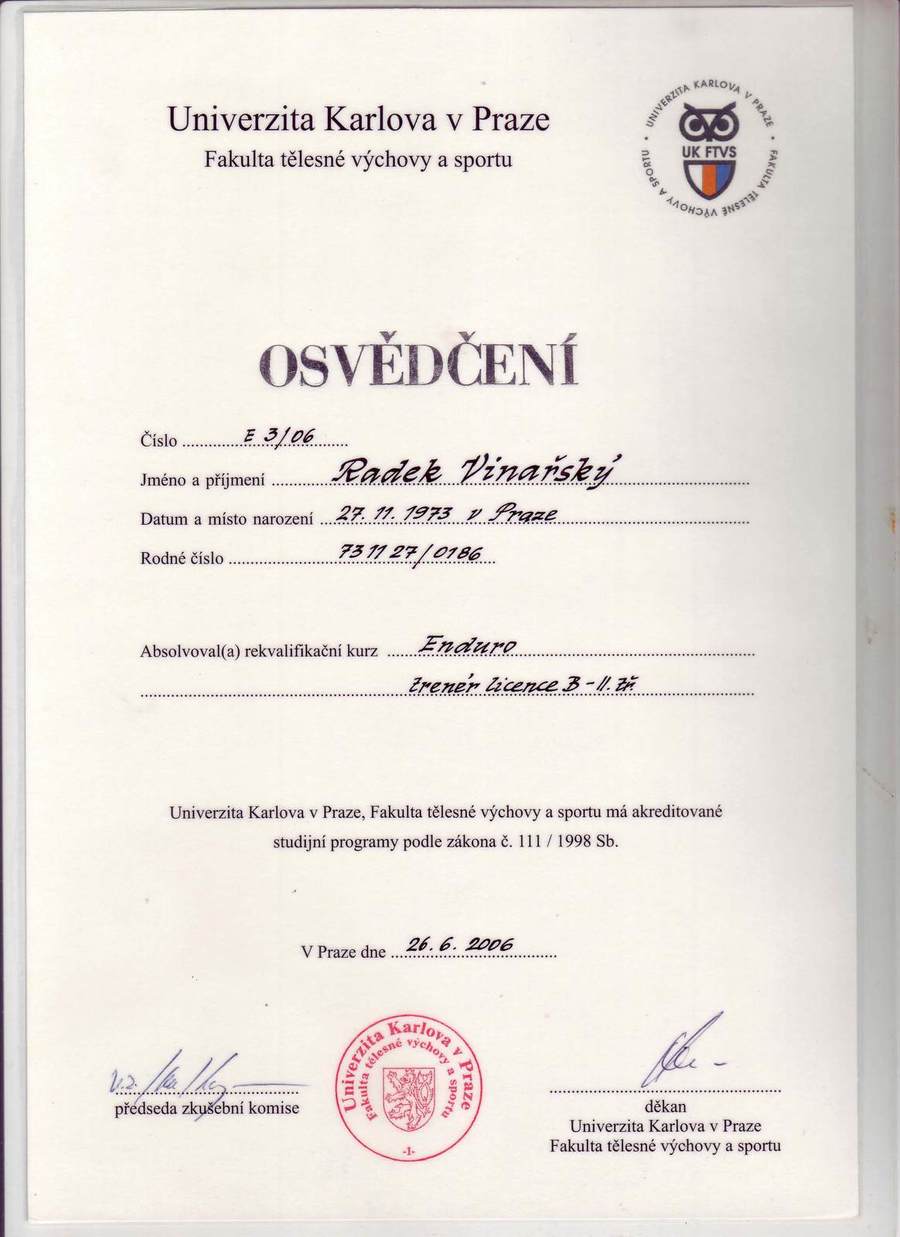 Univerzita Karlova v Praze
Fakulta tělesné výchovy a sportu
UNIVERZITA KARLOVA V PRAZE • FAKULTA TĚLESNÉ VÝCHOVY A SPORTU •
UK FTVS
OSVĚDČENÍ
Číslo E 3/06
Jméno a příjmení Radek Vinařský
Datum a místo narození 27. 11. 1973 v Praze
Rodné číslo 731127/0186
Absolvoval(a) rekvalifikační kurz Enduro
trenér licence B - II. tř.
Univerzita Karlova v Praze, Fakulta tělesné výchovy a sportu má akreditované
studijní programy podle zákona č. 111 / 1998 Sb.
V Praze dne 26. 6. 2006
v.z.
předseda zkušební komise
Univerzita Karlova v Praze
Fakulta tělesné výchovy a sportu
-1-
děkan
Univerzita Karlova v Praze
Fakulta tělesné výchovy a sportu